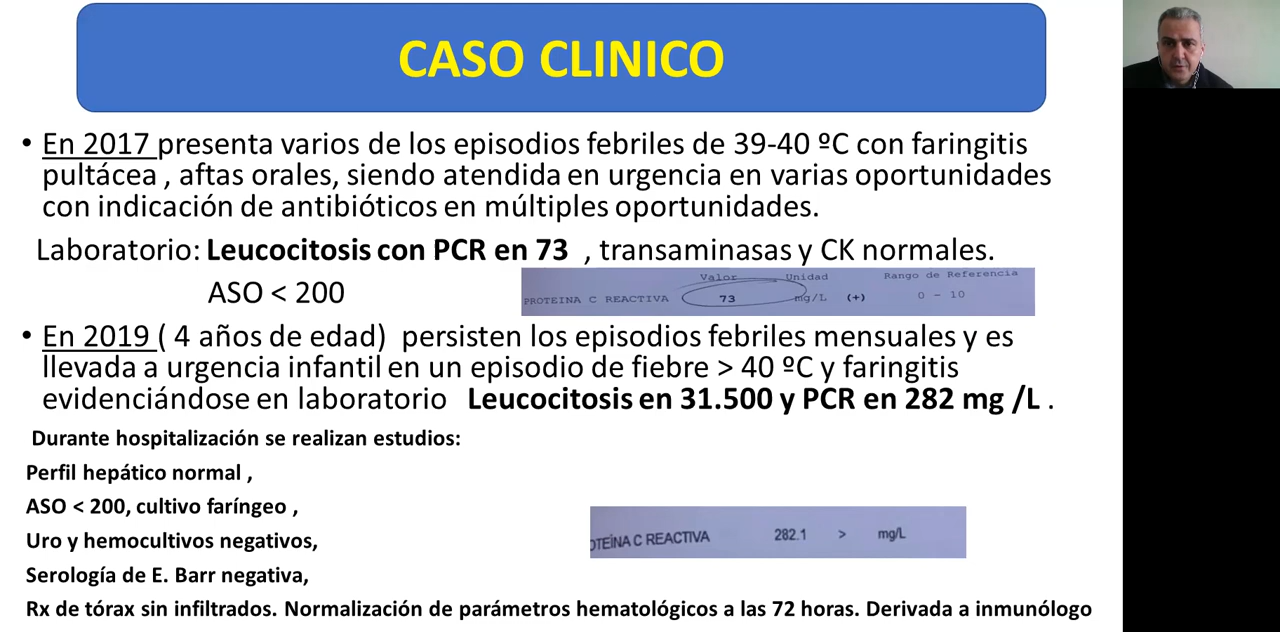 CASO CLINICO
• En 2017 presenta varios de los episodios febriles de 39-40 ºC con faringitis
pultácea , aftas orales, siendo atendida en urgencia en varias oportunidades
con indicación de antibióticos en múltiples oportunidades.
Laboratorio: Leucocitosis con PCR en 73 , transaminasas y CK normales.
ASO < 200
Valor Unidad Rango de Referencia
PROTEINA C REACTIVA 73 mg/L (+) 0 - 10
• En 2019 ( 4 años de edad) persisten los episodios febriles mensuales y es
llevada a urgencia infantil en un episodio de fiebre > 40 ºC y faringitis
evidenciándose en laboratorio Leucocitosis en 31.500 y PCR en 282 mg /L .
Durante hospitalización se realizan estudios:
Perfil hepático normal ,
ASO < 200, cultivo faríngeo ,
Uro y hemocultivos negativos,
OTEÍNA C REACTIVA 282.1 > mg/L
Serología de E. Barr negativa,
Rx de tórax sin infiltrados. Normalización de parámetros hematológicos a las 72 horas. Derivada a inmunólogo